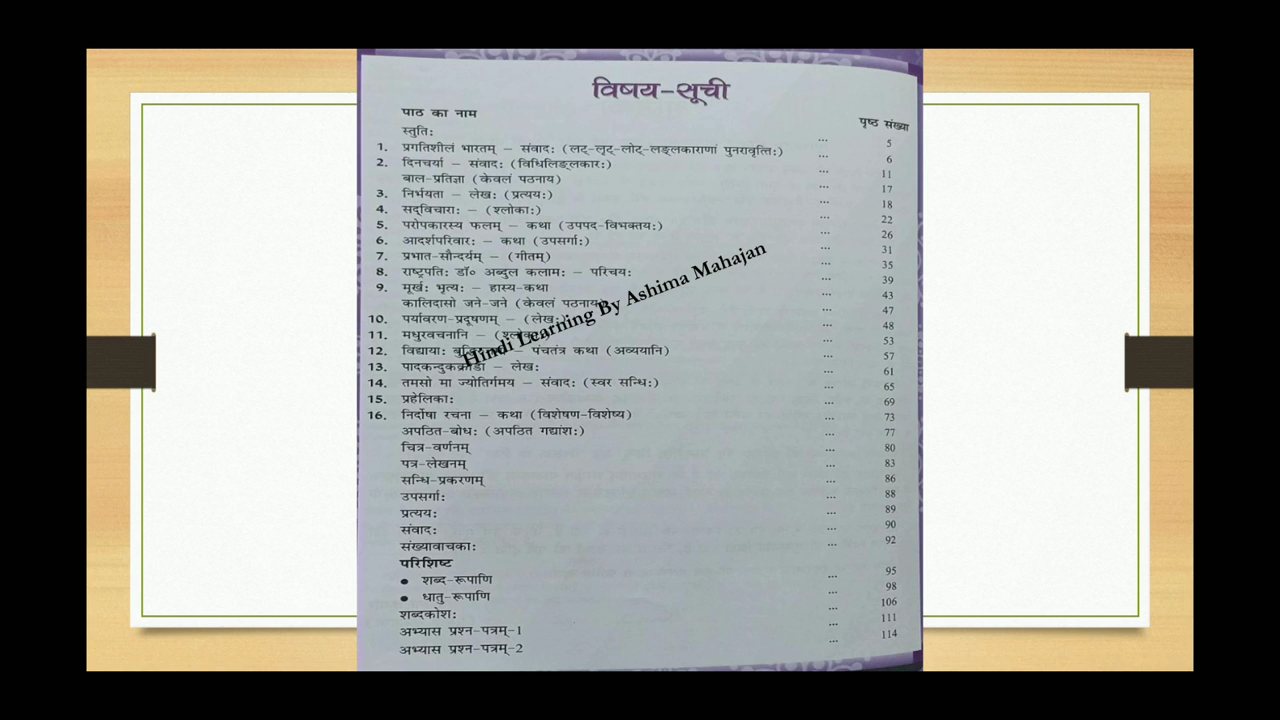 विषय-सूची
पाठ का नाम पृष्ठ संख्या
स्तुतिः ... 5
1. प्रगतिशीलं भारतम् – संवादः (लट्-लृट्-लोट्-लङ्लकाराणां पुनरावृत्तिः) ... 6
2. दिनचर्या – संवादः (विधिलिङ्लकारः) ... 11
बाल-प्रतिज्ञा (केवलं पठनाय) ... 17
3. निर्भयता – लेखः (प्रत्ययः) ... 18
4. सद्विचाराः – (श्लोकाः) ... 22
5. परोपकारस्य फलम् – कथा (उपपद-विभक्तयः) ... 26
6. आदर्शपरिवारः – कथा (उपसर्गाः) ... 31
7. प्रभात-सौन्दर्यम् – (गीतम्) ... 35
8. राष्ट्रपतिः डॉ० अब्दुल कलामः – परिचयः ... 39
9. मूर्खः भृत्यः – हास्य-कथा ... 43
कालिदासो जने-जने (केवलं पठनाय) ... 47
10. पर्यावरण-प्रदूषणम् – (लेखः) ... 48
11. मधुरवचनानि – (श्लोकाः) ... 53
12. विद्यायाः – पंचतंत्र कथा (अव्ययानि) ... 57
13. पादकन्दुकक्रीडा – लेखः ... 61
14. तमसो मा ज्योतिर्गमय – संवादः (स्वर सन्धिः) ... 65
15. प्रहेलिकाः ... 69
16. निर्दोषा रचना – कथा (विशेषण-विशेष्य) ... 73
अपठित-बोधः (अपठित गद्यांशः) ... 77
चित्र-वर्णनम् ... 80
पत्र-लेखनम् ... 83
सन्धि-प्रकरणम् ... 86
उपसर्गाः ... 88
प्रत्ययः ... 89
संवादः ... 90
संख्यावाचकाः ... 92
परिशिष्ट
• शब्द-रूपाणि ... 95
• धातु-रूपाणि ... 98
शब्दकोशः ... 106
अभ्यास प्रश्न-पत्रम्-1 ... 111
अभ्यास प्रश्न-पत्रम्-2 ... 114
Hindi Learning By Ashima Mahajan